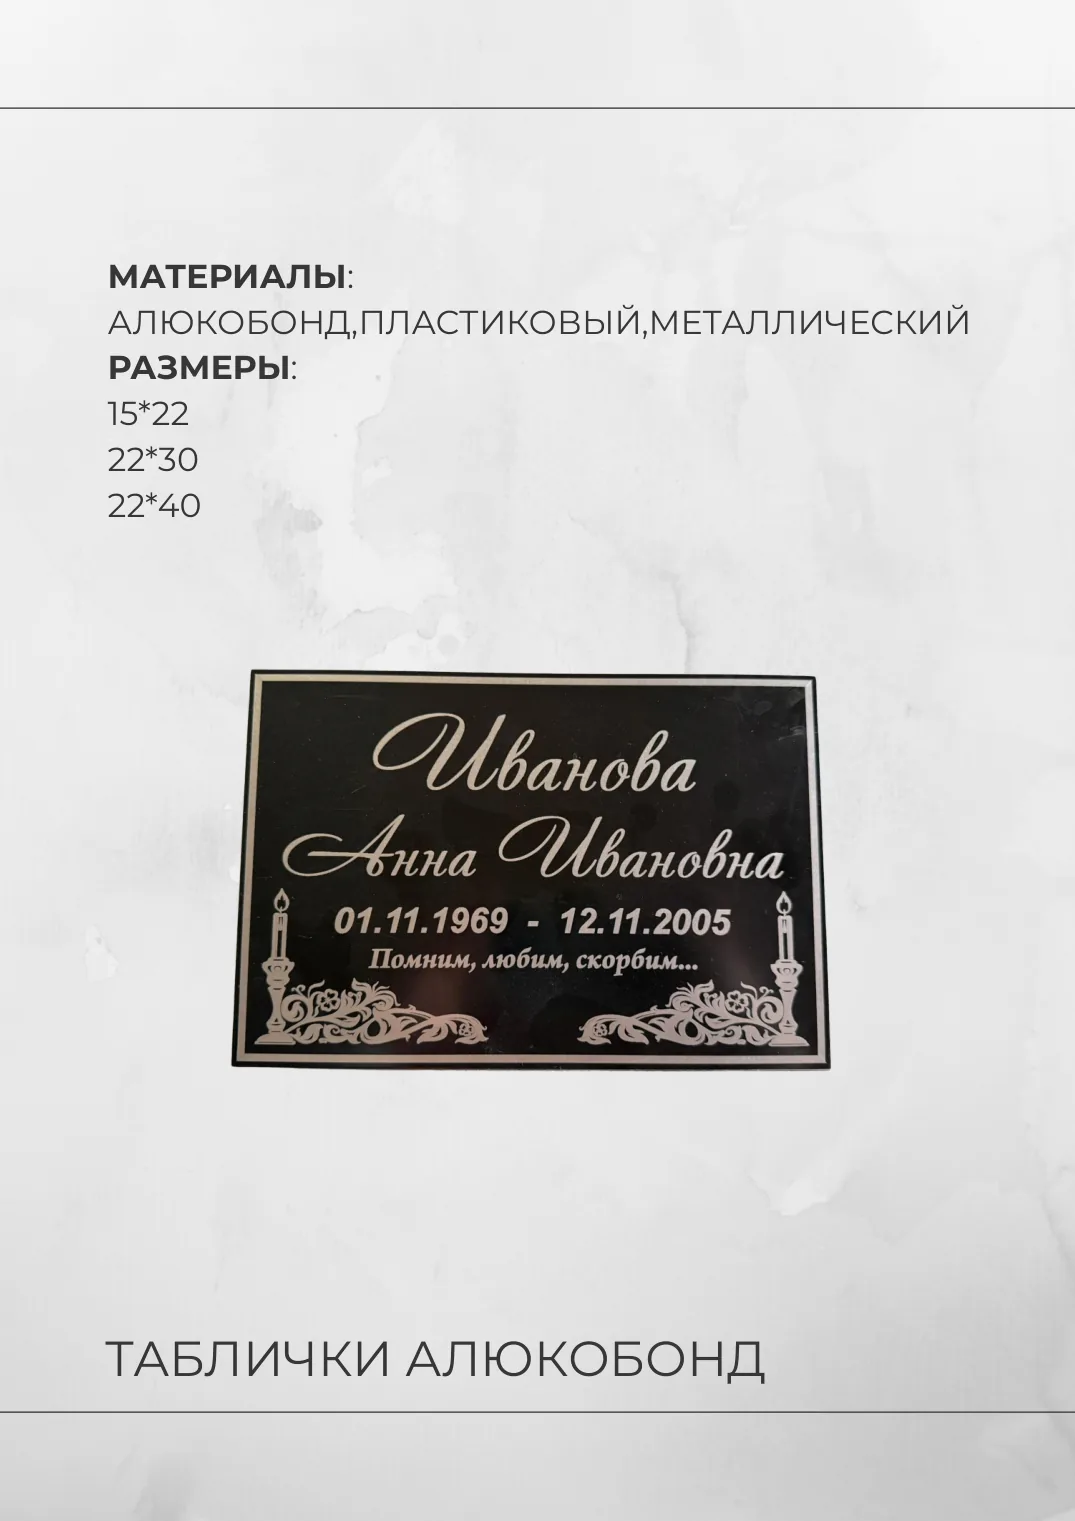 МАТЕРИАЛЫ:
АЛЮКОБОНД,ПЛАСТИКОВЫЙ,МЕТАЛЛИЧЕСКИЙ
РАЗМЕРЫ:
15*22
22*30
22*40
Иванова
Анна Ивановна
01.11.1969 - 12.11.2005
Помним, любим, скорбим...
ТАБЛИЧКИ АЛЮКОБОНД